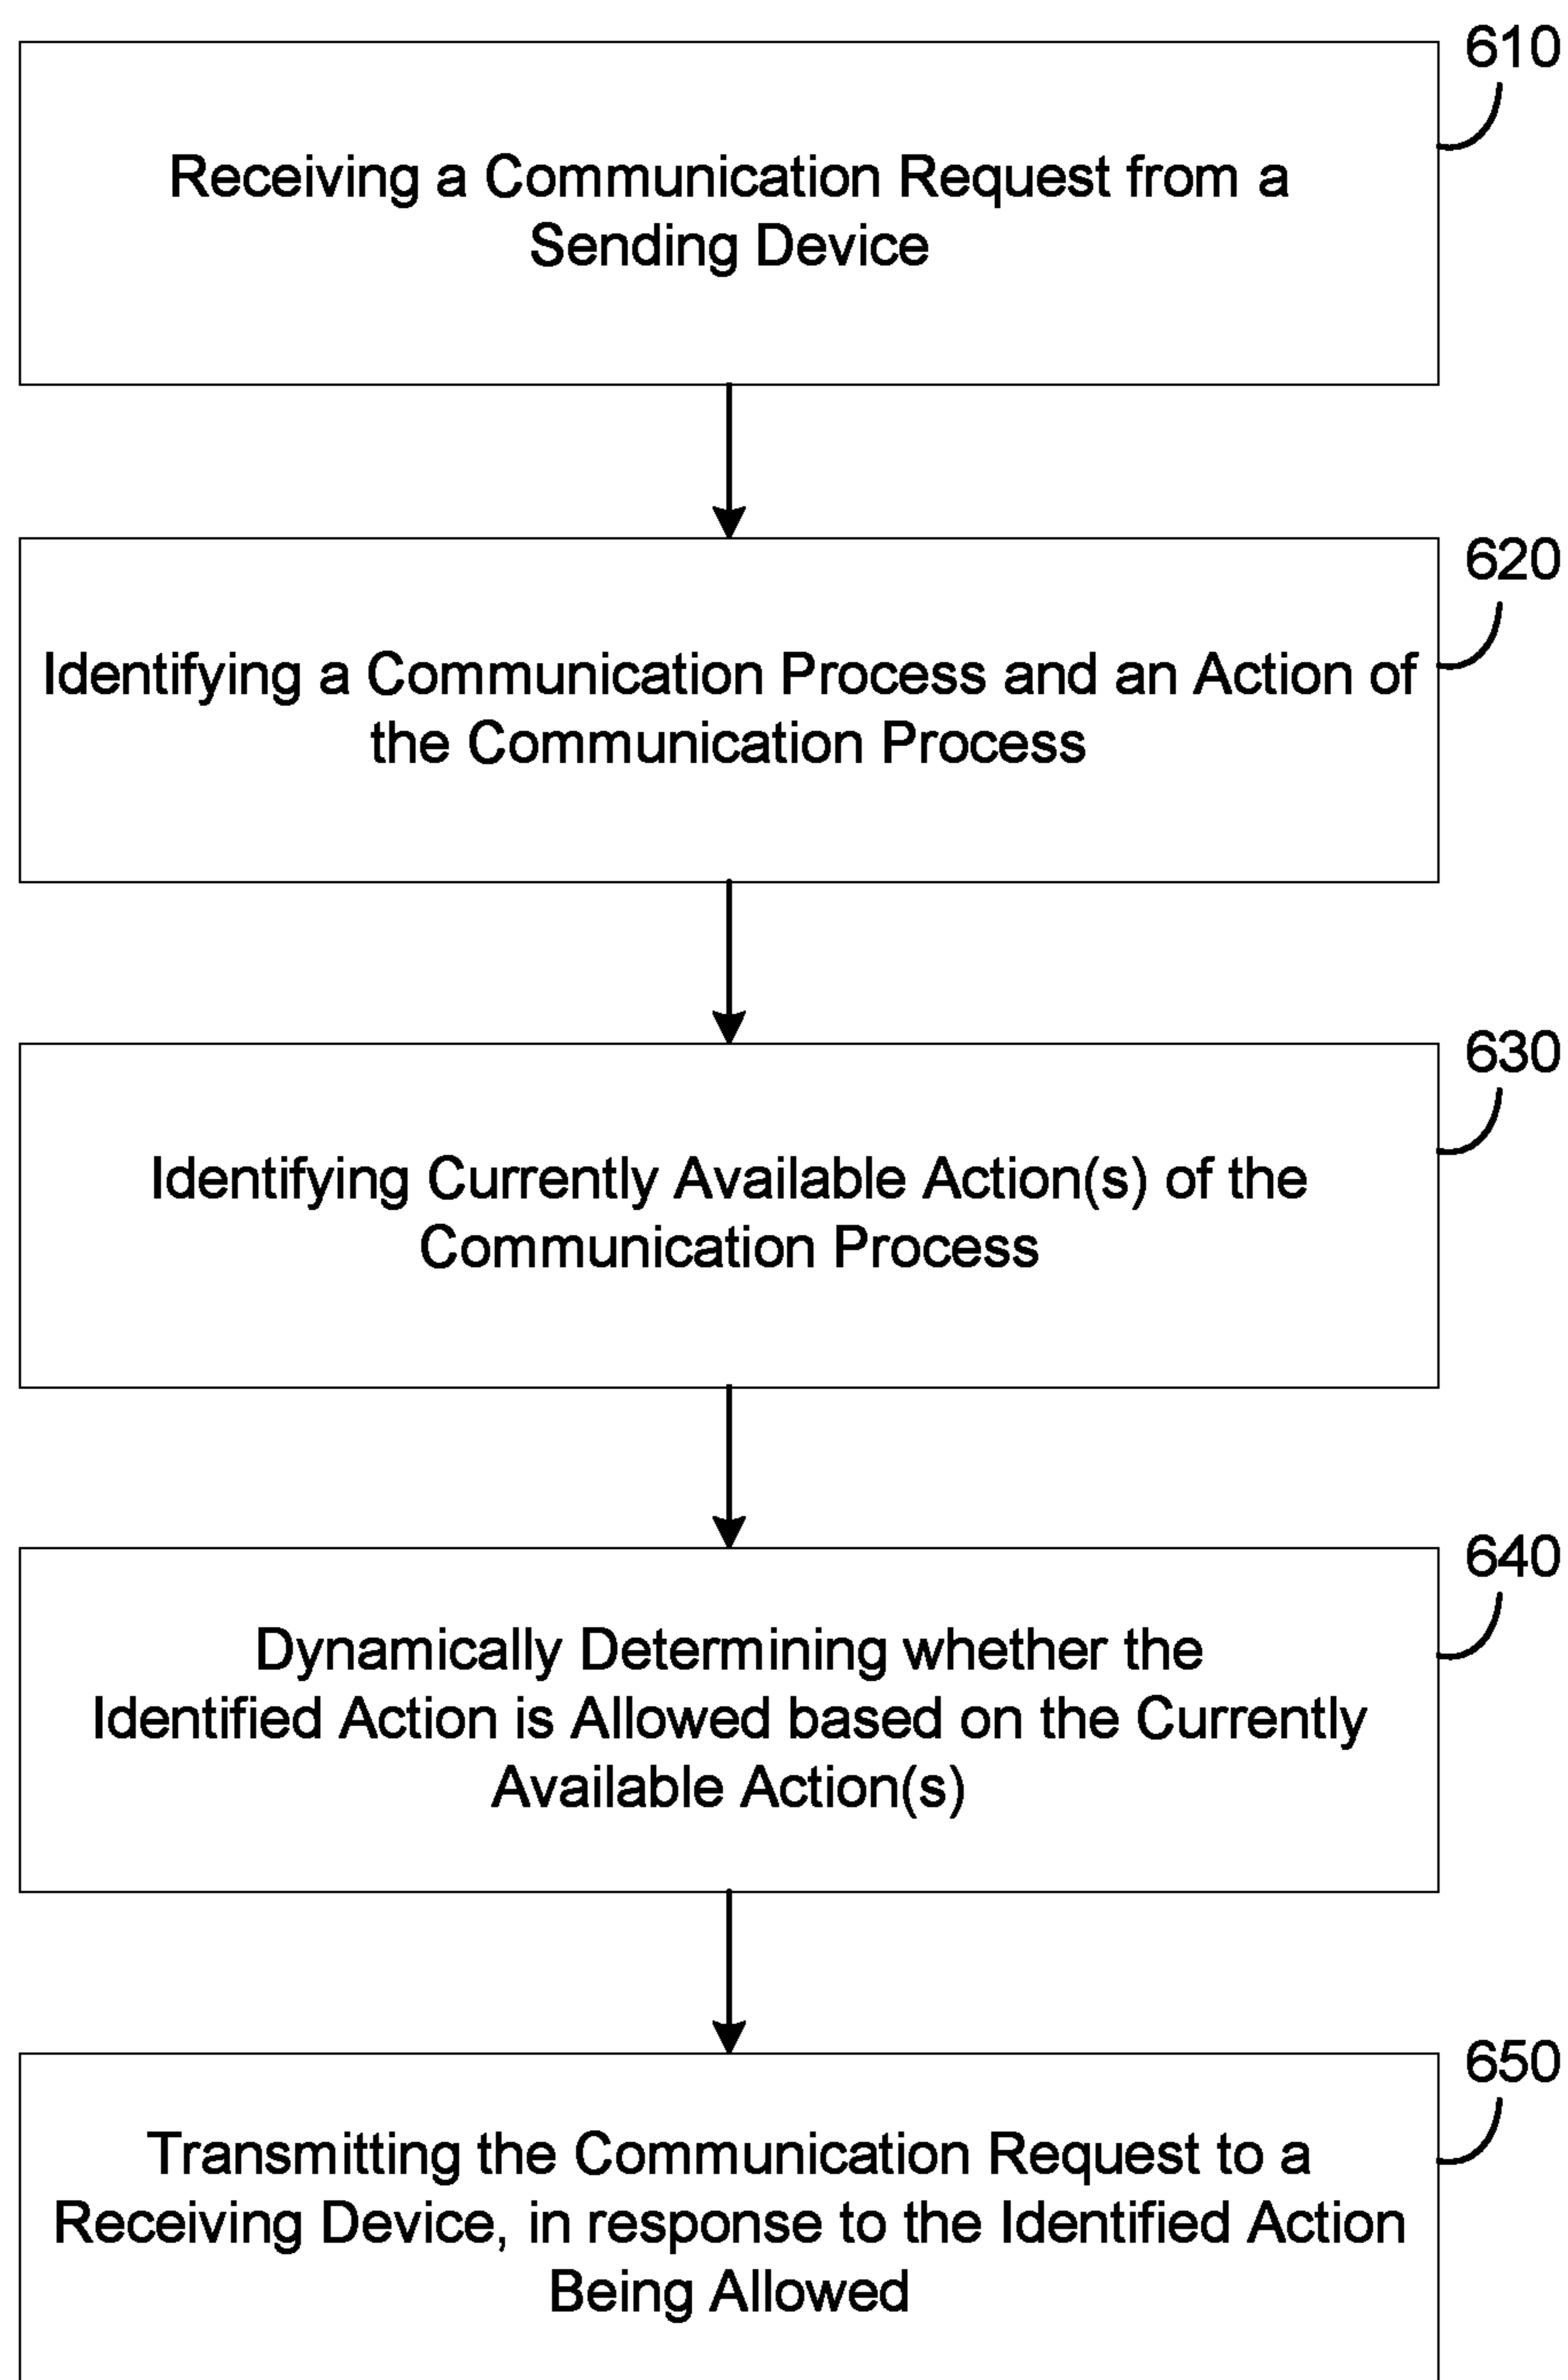 610
Receiving a Communication Request from a
Sending Device
620
Identifying a Communication Process and an Action of
the Communication Process
630
Identifying Currently Available Action(s) of the
Communication Process
640
Dynamically Determining whether the
Identified Action is Allowed based on the Currently
Available Action(s)
650
Transmitting the Communication Request to a
Receiving Device, in response to the Identified Action
Being Allowed